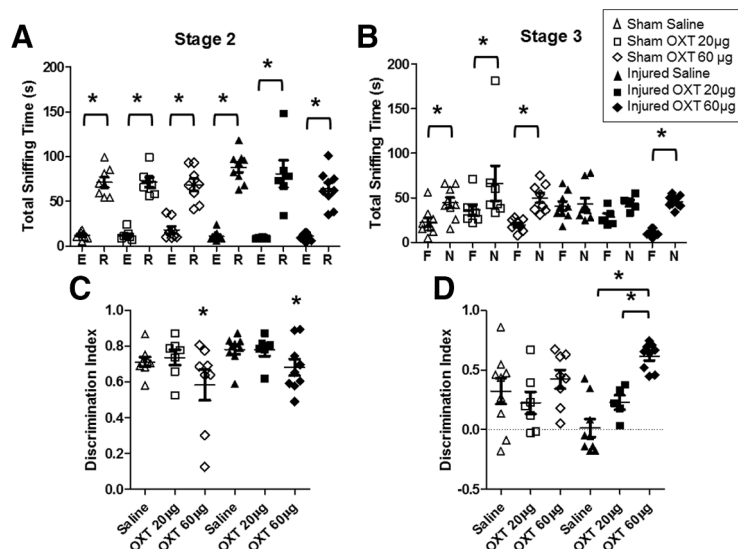 A
Stage 2
Total Sniffing Time (s)
200
150
100
50
0
* * * * * *
E R E R E R E R E R E R
B
Stage 3
Total Sniffing Time (s)
200
150
100
50
0
* * * *
F N F N F N F N F N F N
Sham Saline
Sham OXT 20µg
Sham OXT 60 µg
Injured Saline
Injured OXT 20µg
Injured OXT 60µg
C
Discrimination Index
1.0
0.8
0.6
0.4
0.2
0.0
* *
Saline
OXT 20µg
OXT 60µg
Saline
OXT 20µg
OXT 60µg
D
Discrimination Index
1.0
0.5
0.0
-0.5
*
*
Saline
OXT 20µg
OXT 60µg
Saline
OXT 20µg
OXT 60µg